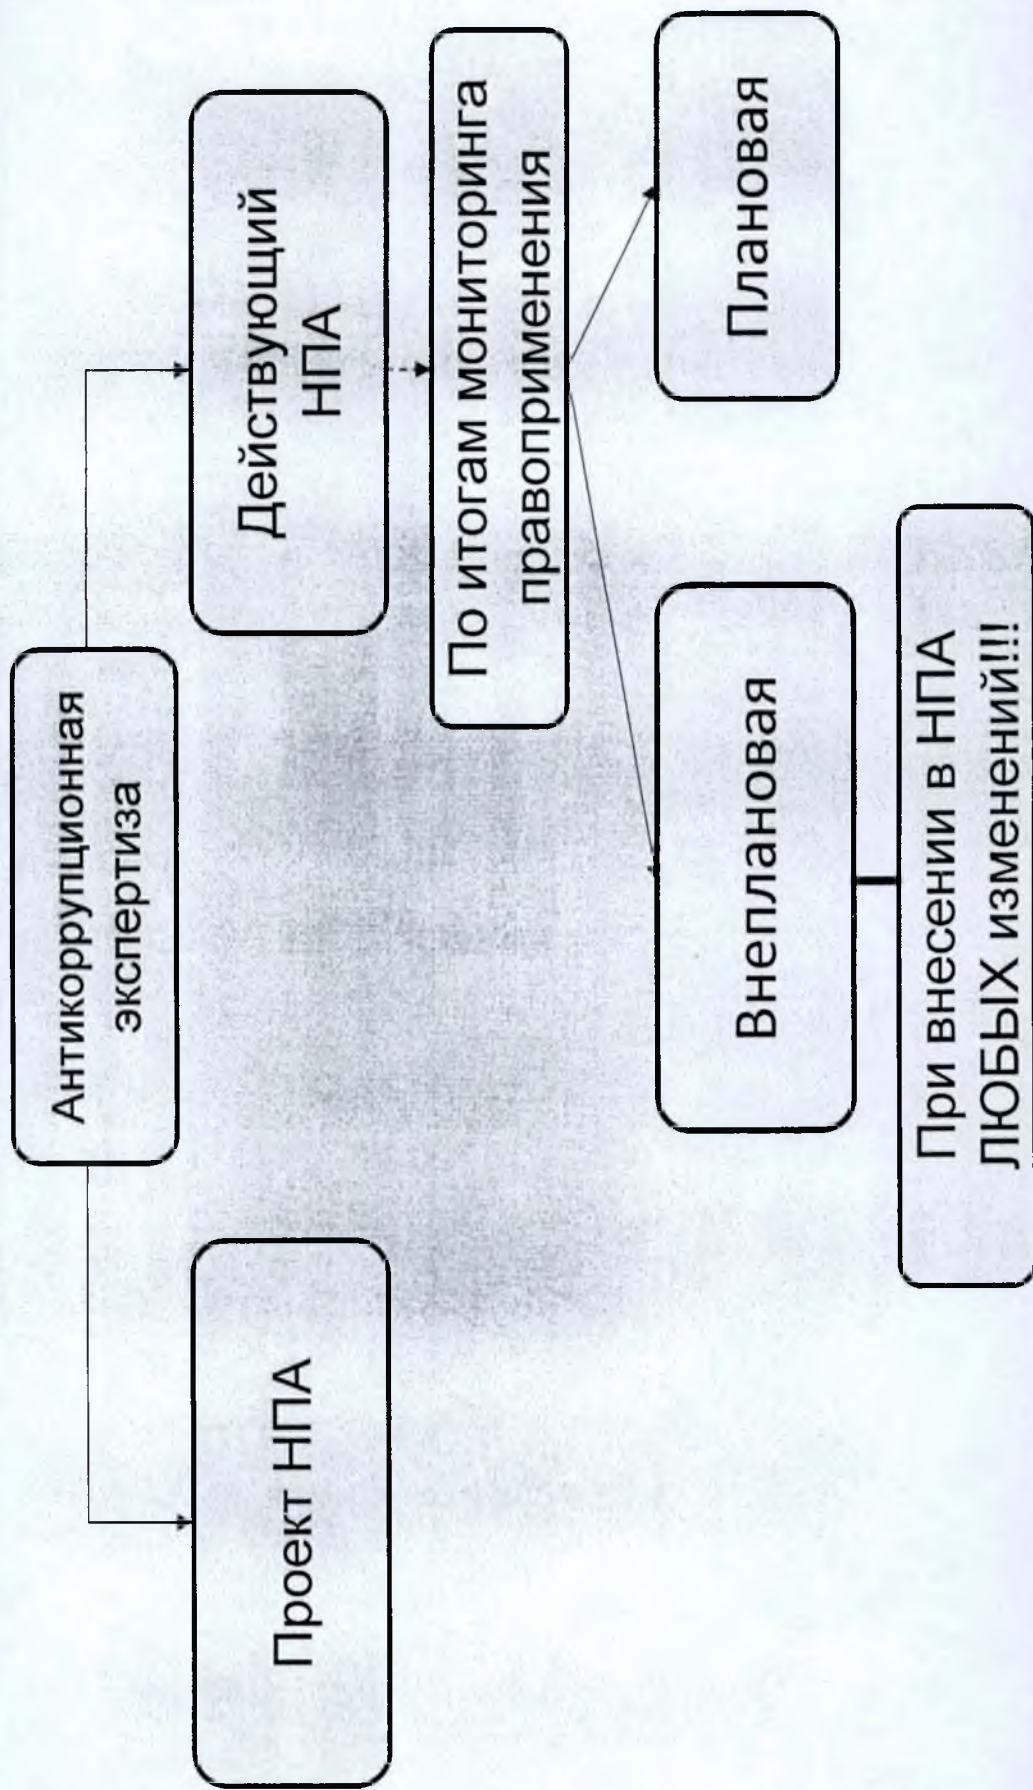 Антикоррупционная
экспертиза
Проект НПА
Действующий
НПА
По итогам мониторинга
правоприменения
Внеплановая
Плановая
При внесении в НПА
ЛЮБЫХ изменений!!!